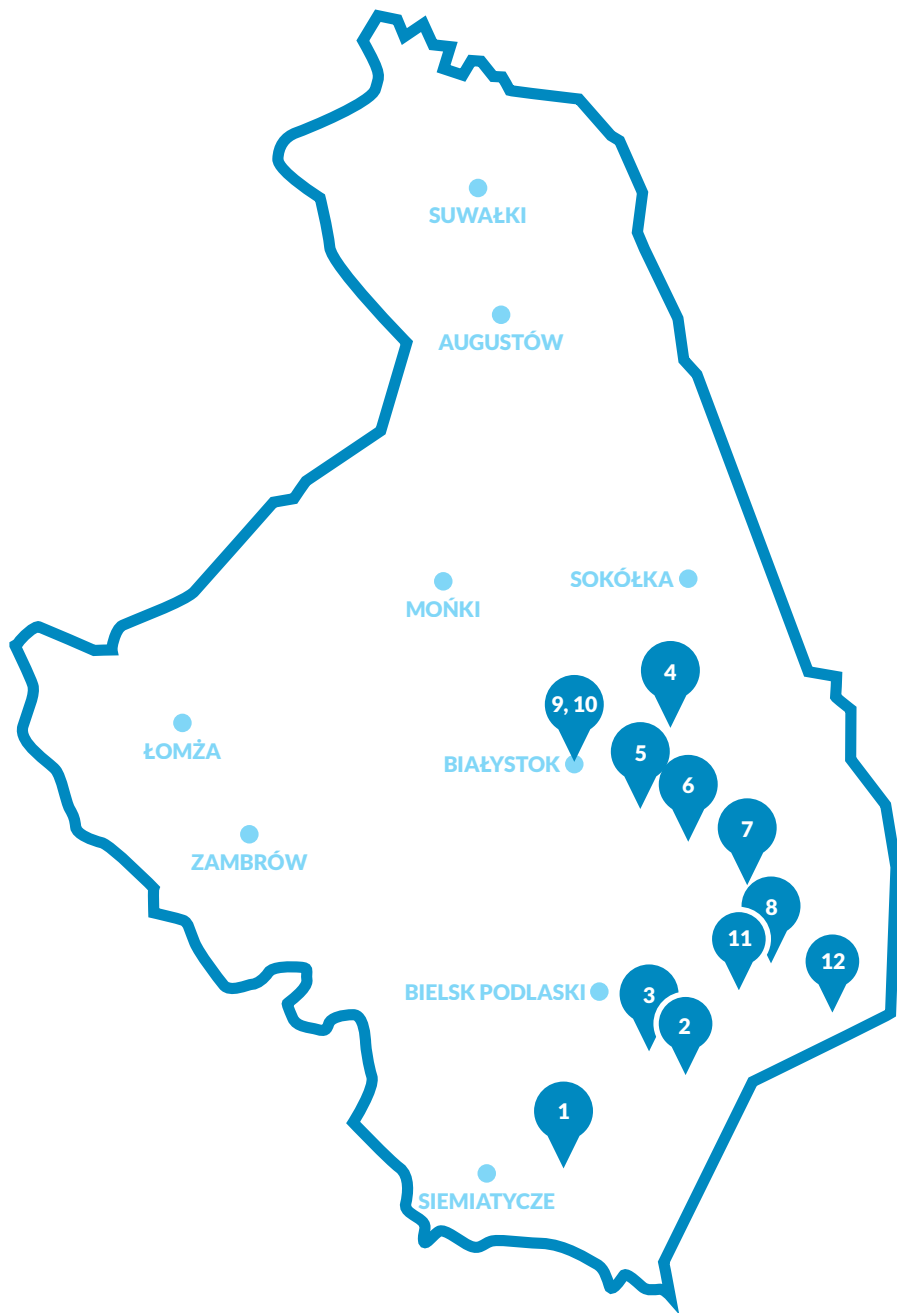 SUWAŁKI
AUGUSTÓW
SOKÓŁKA
MOŃKI
4
9, 10
ŁOMŻA
5
BIAŁYSTOK
6
7
ZAMBRÓW
8
11
12
BIELSK PODLASKI
3
2
1
SIEMIATYCZE